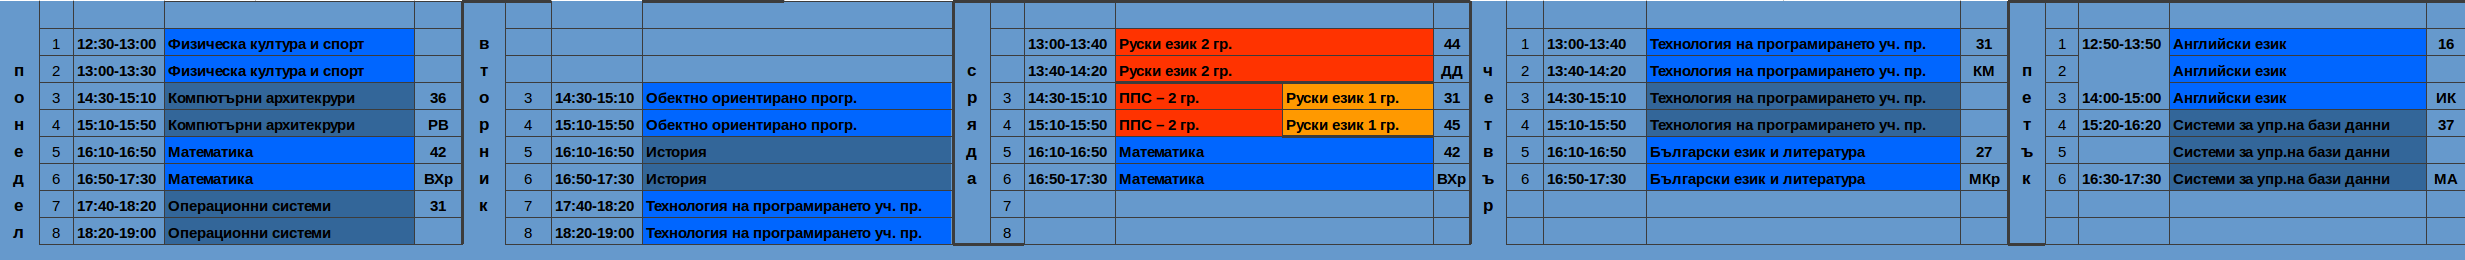 понедел
1 12:30-13:00 Физическа култура и спорт
2 13:00-13:30 Физическа култура и спорт
3 14:30-15:10 Компютърни архитекрури 36
4 15:10-15:50 Компютърни архитекрури РВ
5 16:10-16:50 Математика 42
6 16:50-17:30 Математика ВХр
7 17:40-18:20 Операционни системи 31
8 18:20-19:00 Операционни системи
вторник
3 14:30-15:10 Обектно ориентирано прогр.
4 15:10-15:50 Обектно ориентирано прогр.
5 16:10-16:50 История
6 16:50-17:30 История
7 17:40-18:20 Технология на програмирането уч. пр.
8 18:20-19:00 Технология на програмирането уч. пр.
сряда
13:00-13:40 Руски език 2 гр. 44
13:40-14:20 Руски език 2 гр. ДД
3 14:30-15:10 ППС – 2 гр. Руски език 1 гр. 31
4 15:10-15:50 ППС – 2 гр. Руски език 1 гр. 45
5 16:10-16:50 Математика 42
6 16:50-17:30 Математика ВХр
7
8
четвър
1 13:00-13:40 Технология на програмирането уч. пр. 31
2 13:40-14:20 Технология на програмирането уч. пр. КМ
3 14:30-15:10 Технология на програмирането уч. пр.
4 15:10-15:50 Технология на програмирането уч. пр.
5 16:10-16:50 Български език и литература 27
6 16:50-17:30 Български език и литература МКр
петък
1 12:50-13:50 Английски език 16
2 Английски език
3 14:00-15:00 Английски език ИК
4 15:20-16:20 Системи за упр.на бази данни 37
5 Системи за упр.на бази данни
6 16:30-17:30 Системи за упр.на бази данни МА